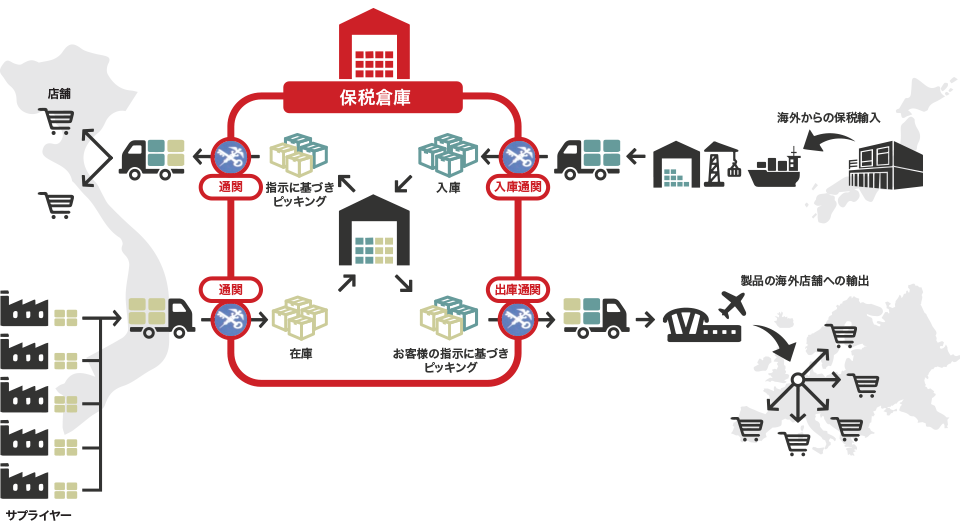 保税倉庫
店舗
海外からの保税輸入
通関
指示に基づき
ピッキング
入庫
入庫通関
通関
出庫通関
製品の海外店舗への輸出
在庫
お客様の指示に基づき
ピッキング
サプライヤー